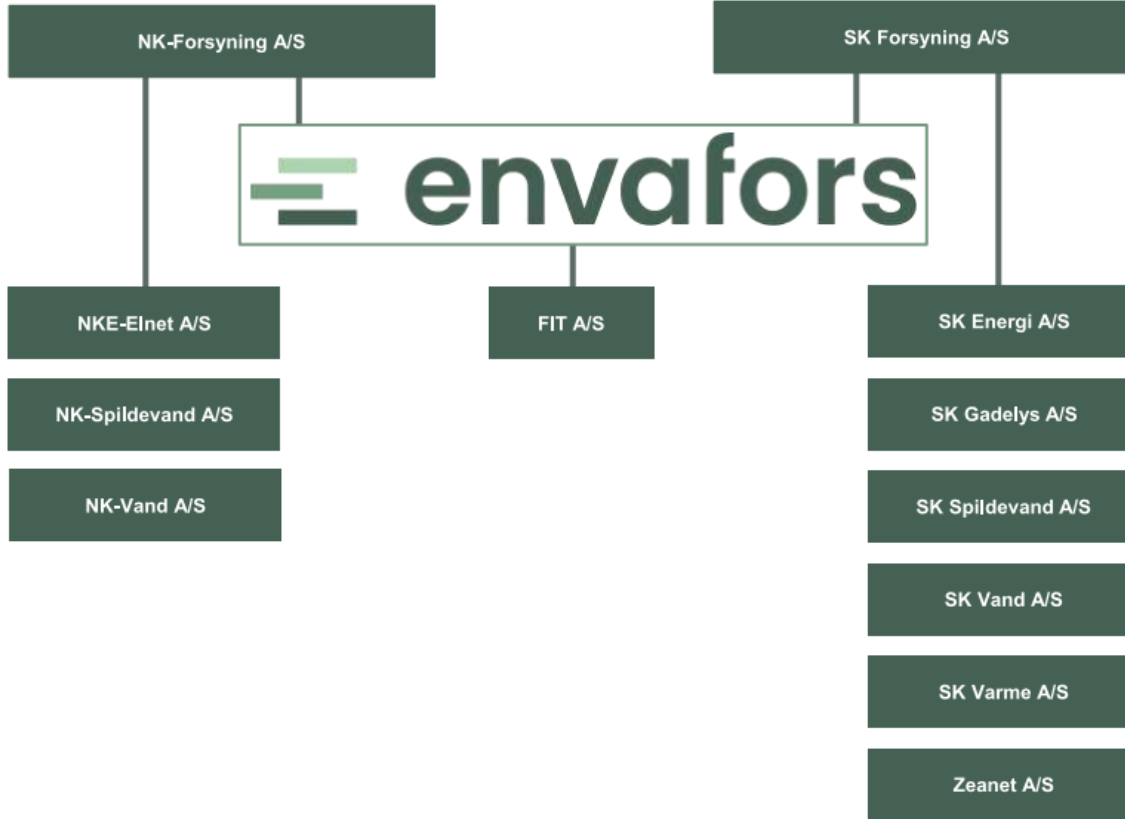 NK-Forsyning A/S
SK Forsyning A/S
envafors
NKE-Elnet A/S
FIT A/S
SK Energi A/S
NK-Spildevand A/S
SK Gadelys A/S
NK-Vand A/S
SK Spildevand A/S
SK Vand A/S
SK Varme A/S
Zeanet A/S